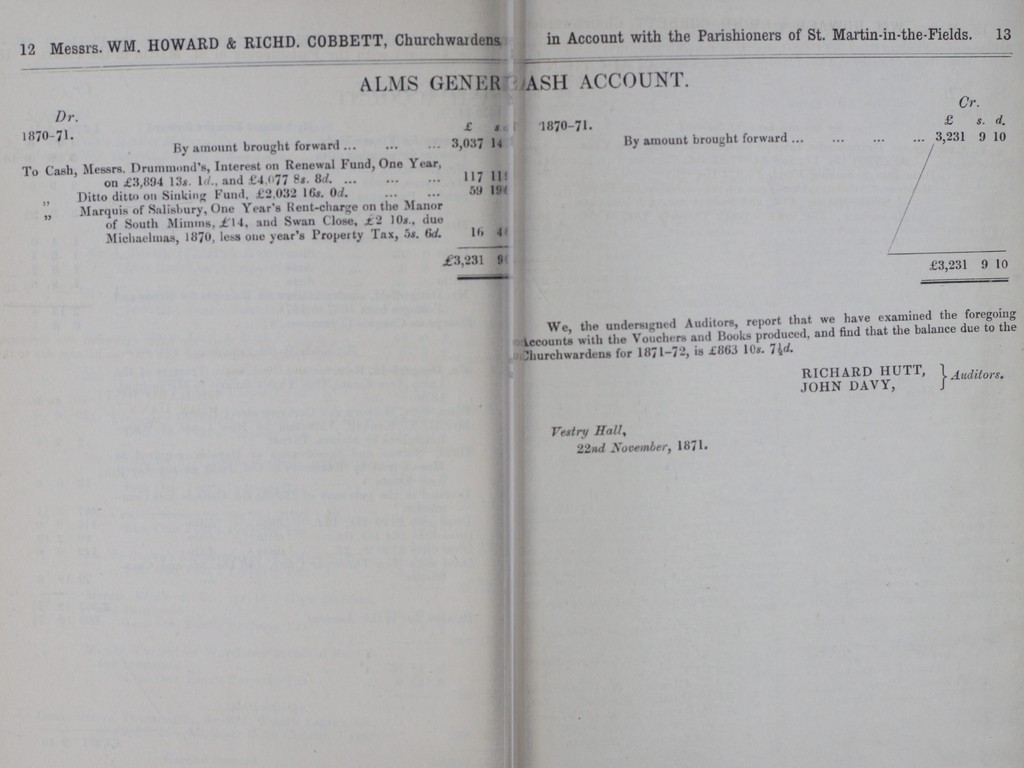 12 Messrs. WM. HOWARD & RICHD. COBBETT, Churchwardens
ALMS GENER
Dr.
1870-71.
£ s.
By amount brought forward ... ... ... 3,037 14
To Cash, Messrs. Drummond's, Interest on Renewal Fund, One Year,
on £3,894 13s. 1d., and £4,077 8s. 8d. ... ... ... 117 11
„ Ditto ditto on Sinking Fund, £2,032 16s. 0d. ... 59 19
„ Marquis of Salisbury, One Year's Rent-charge on the Manor
of South Mimms, £14, and Swan Close, £2 10s., due
Michaelmas, 1870, less one year's Property Tax, 5s. 6d. 16 4
£3,231 9
in Account with the Parishioners of St. Martin-in-the-Fields. 13
ASH ACCOUNT.
Cr.
1870-71.
£ s. d.
By amount brought forward ... ... ... ... 3,231 9 10
£3,231 9 10
We, the undersigned Auditors, report that we have examined the foregoing
Accounts with the Vouchers and Books produced, and find that the balance due to the
Churchwardens for 1871-72, is £863 10s. 7½d.
RICHARD HUTT,
JOHN DAVY,
} Auditors.
Vestry Hall,
22nd November, 1871.